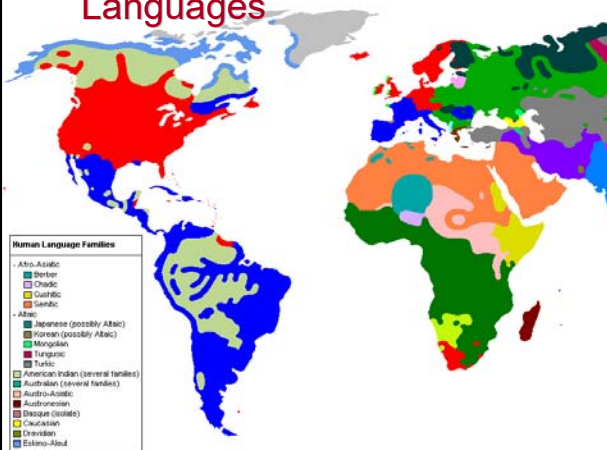 Languages
Human Language Families
- Afro-Asiatic
Berber
Chadic
Cushitic
Semitic
- Altaic
Japanese (possibly Altaic)
Korean (possibly Altaic)
Mongolian
Tungusic
Turkic
American Indian (several families)
Australian (several families)
Austro-Asiatic
Austronesian
Basque (isolate)
Caucasian
Dravidian
Eskimo-Aleut